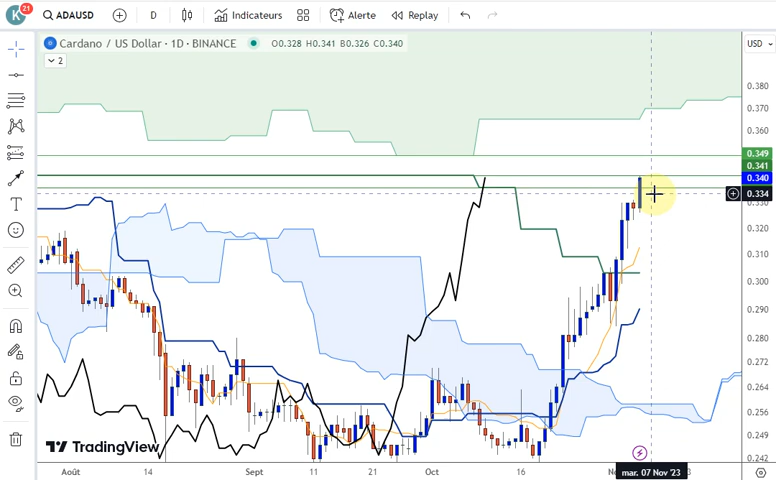 K
21
ADAUSD
D
Indicateurs
Alerte
Replay
Cardano / US Dollar · 1D · BINANCE
O0.328 H0.341 B0.326 C0.340
2
USD
0.380
0.370
0.360
0.349
0.341
0.340
0.334
0.330
0.320
0.310
0.300
0.290
0.280
0.272
0.264
0.256
0.249
0.242
TradingView
Août
14
Sept
11
21
Oct
16
mar. 07 Nov '23